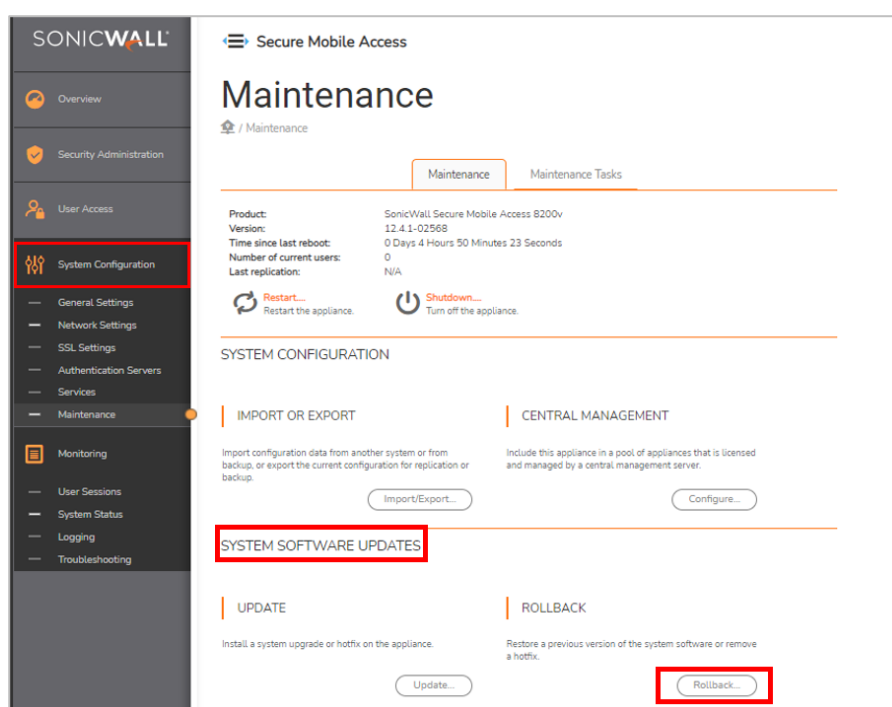 SONICWALL
Overview
Security Administration
User Access
System Configuration
General Settings
Network Settings
SSL Settings
Authentication Servers
Services
Maintenance
Monitoring
User Sessions
System Status
Logging
Troubleshooting
Secure Mobile Access
Maintenance
/ Maintenance
Maintenance Maintenance Tasks
Product: SonicWall Secure Mobile Access 8200v
Version: 12.4.1-02568
Time since last reboot: 0 Days 4 Hours 50 Minutes 23 Seconds
Number of current users: 0
Last replication: N/A
Restart....
Restart the appliance.
Shutdown....
Turn off the appliance.
SYSTEM CONFIGURATION
IMPORT OR EXPORT
Import configuration data from another system or from
backup, or export the current configuration for replication or
backup.
Import/Export...
CENTRAL MANAGEMENT
Include this appliance in a pool of appliances that is licensed
and managed by a central management server.
Configure...
SYSTEM SOFTWARE UPDATES
UPDATE
Install a system upgrade or hotfix on the appliance.
Update...
ROLLBACK
Restore a previous version of the system software or remove
a hotfix.
Rollback...